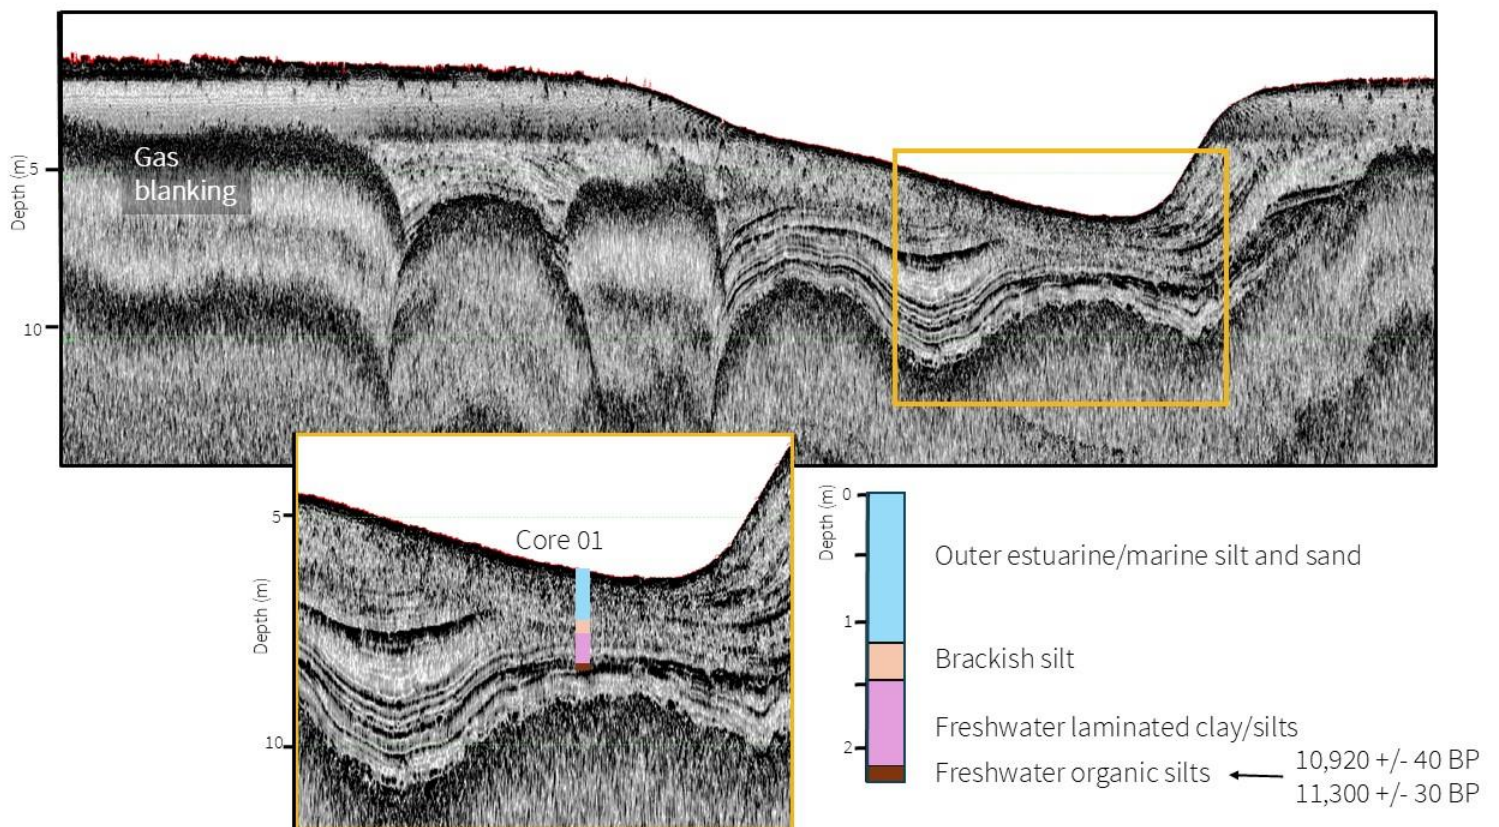 Depth (m)
5
10
Gas
blanking
Depth (m)
5
10
Core 01
Depth (m)
0
1
2
Outer estuarine/marine silt and sand
Brackish silt
Freshwater laminated clay/silts
Freshwater organic silts
10,920 +/- 40 BP
11,300 +/- 30 BP